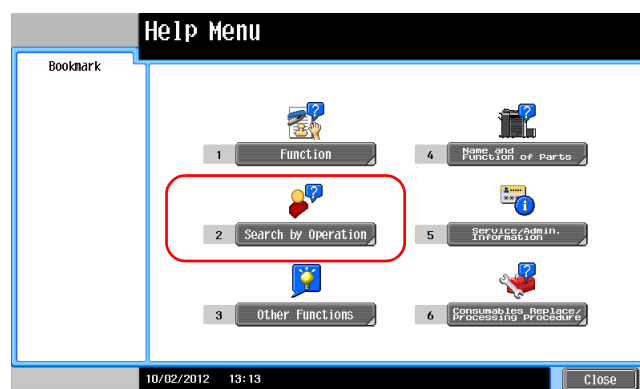 Help Menu
Bookmark
1 Function
4 Name and
Function of Parts
2 Search by Operation
5 Service/Admin.
Information
3 Other Functions
6 Consumables Replace/
Processing Procedure
10/02/2012 13:13
Close